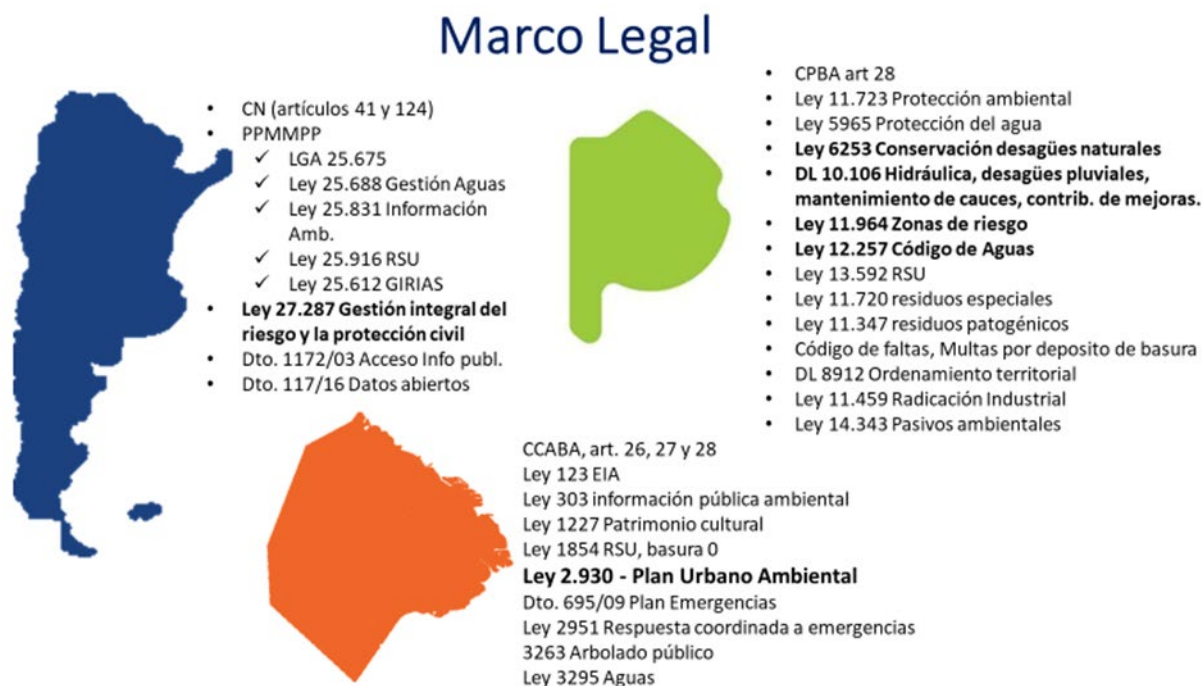 Marco Legal
• CN (artículos 41 y 124)
• PPMMPP
✓ LGA 25.675
✓ Ley 25.688 Gestión Aguas
✓ Ley 25.831 Información
Amb.
✓ Ley 25.916 RSU
✓ Ley 25.612 GIRIAS
• Ley 27.287 Gestión integral del
riesgo y la protección civil
• Dto. 1172/03 Acceso Info publ.
• Dto. 117/16 Datos abiertos
• CPBA art 28
• Ley 11.723 Protección ambiental
• Ley 5965 Protección del agua
• Ley 6253 Conservación desagües naturales
• DL 10.106 Hidráulica, desagües pluviales,
mantenimiento de cauces, contrib. de mejoras.
• Ley 11.964 Zonas de riesgo
• Ley 12.257 Código de Aguas
• Ley 13.592 RSU
• Ley 11.720 residuos especiales
• Ley 11.347 residuos patogénicos
• Código de faltas, Multas por deposito de basura
• DL 8912 Ordenamiento territorial
• Ley 11.459 Radicación Industrial
• Ley 14.343 Pasivos ambientales
CCABA, art. 26, 27 y 28
Ley 123 EIA
Ley 303 información pública ambiental
Ley 1227 Patrimonio cultural
Ley 1854 RSU, basura 0
Ley 2.930 - Plan Urbano Ambiental
Dto. 695/09 Plan Emergencias
Ley 2951 Respuesta coordinada a emergencias
3263 Arbolado público
Ley 3295 Aguas